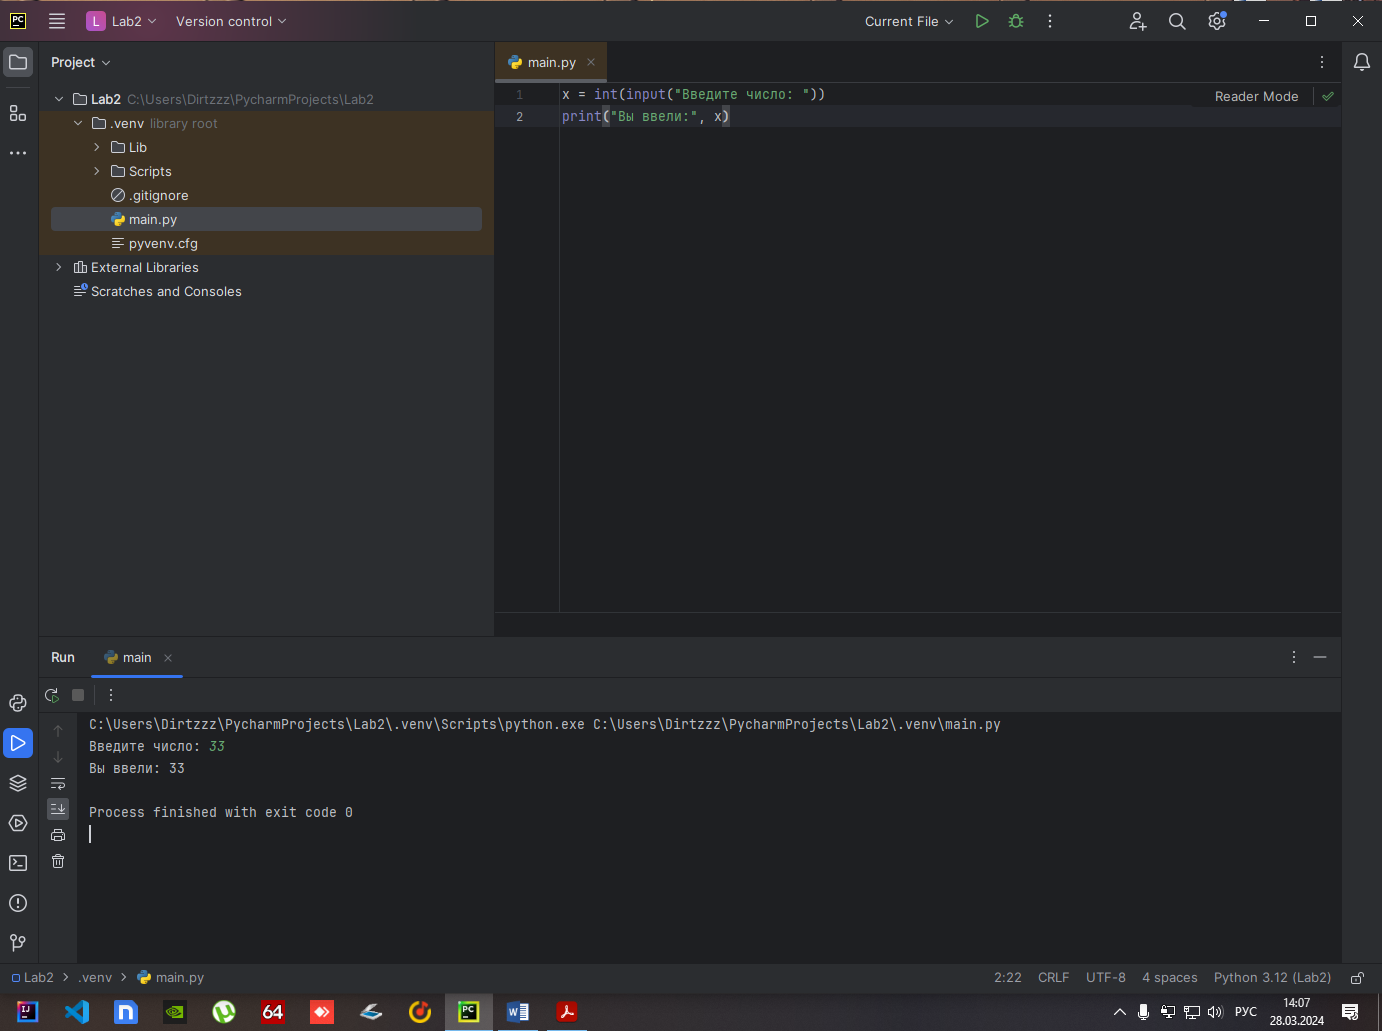 PC
L Lab2
Version control
Current File
Project
main.py
Lab2 C:\Users\Dirtzzz\PycharmProjects\Lab2
.venv library root
Lib
Scripts
.gitignore
main.py
pyvenv.cfg
External Libraries
Scratches and Consoles
1 x = int(input("Введите число: "))
2 print("Вы ввели:", x)
Reader Mode
Run main
C:\Users\Dirtzzz\PycharmProjects\Lab2\.venv\Scripts\python.exe C:\Users\Dirtzzz\PycharmProjects\Lab2\.venv\main.py
Введите число: 33
Вы ввели: 33
Process finished with exit code 0
Lab2 > .venv > main.py
2:22 CRLF UTF-8 4 spaces Python 3.12 (Lab2)
IJ n 64 PC W
РУС
14:07
28.03.2024